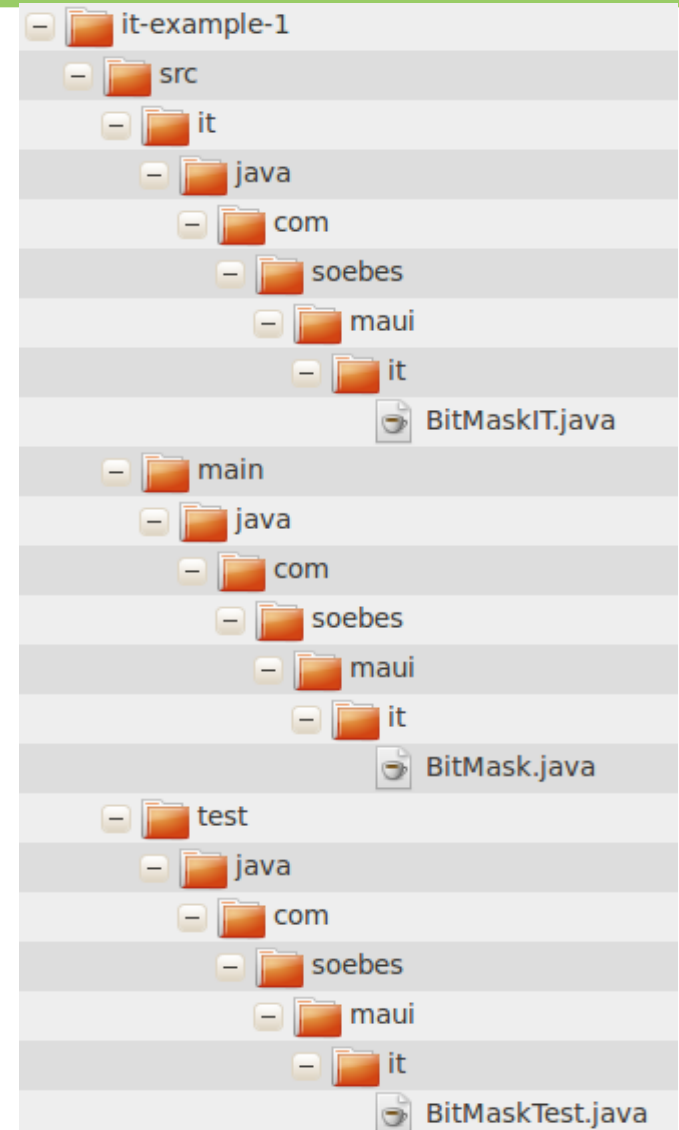 it-example-1
src
it
java
com
soebes
maui
it
BitMaskIT.java
main
java
com
soebes
maui
it
BitMask.java
test
java
com
soebes
maui
it
BitMaskTest.java